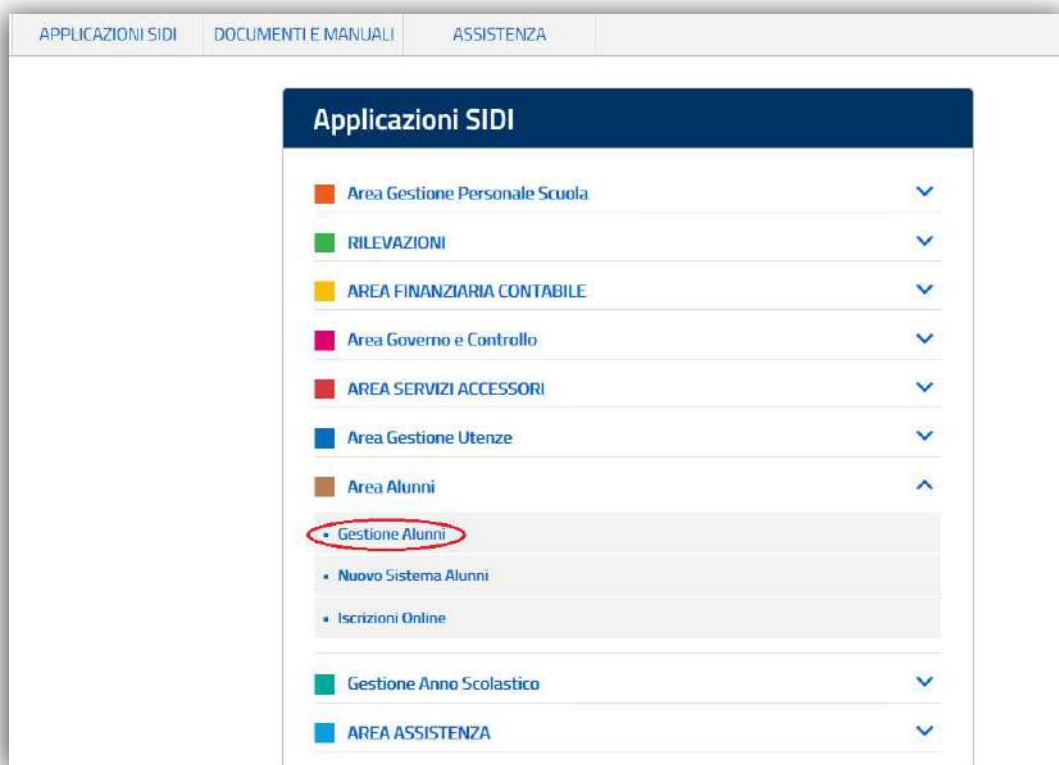 APPLICAZIONI SIDI DOCUMENTI E MANUALI ASSISTENZA
Applicazioni SIDI
Area Gestione Personale Scuola
RILEVAZIONI
AREA FINANZIARIA CONTABILE
Area Governo e Controllo
AREA SERVIZI ACCESSORI
Area Gestione Utenze
Area Alunni
Gestione Alunni
Nuovo Sistema Alunni
Iscrizioni Online
Gestione Anno Scolastico
AREA ASSISTENZA